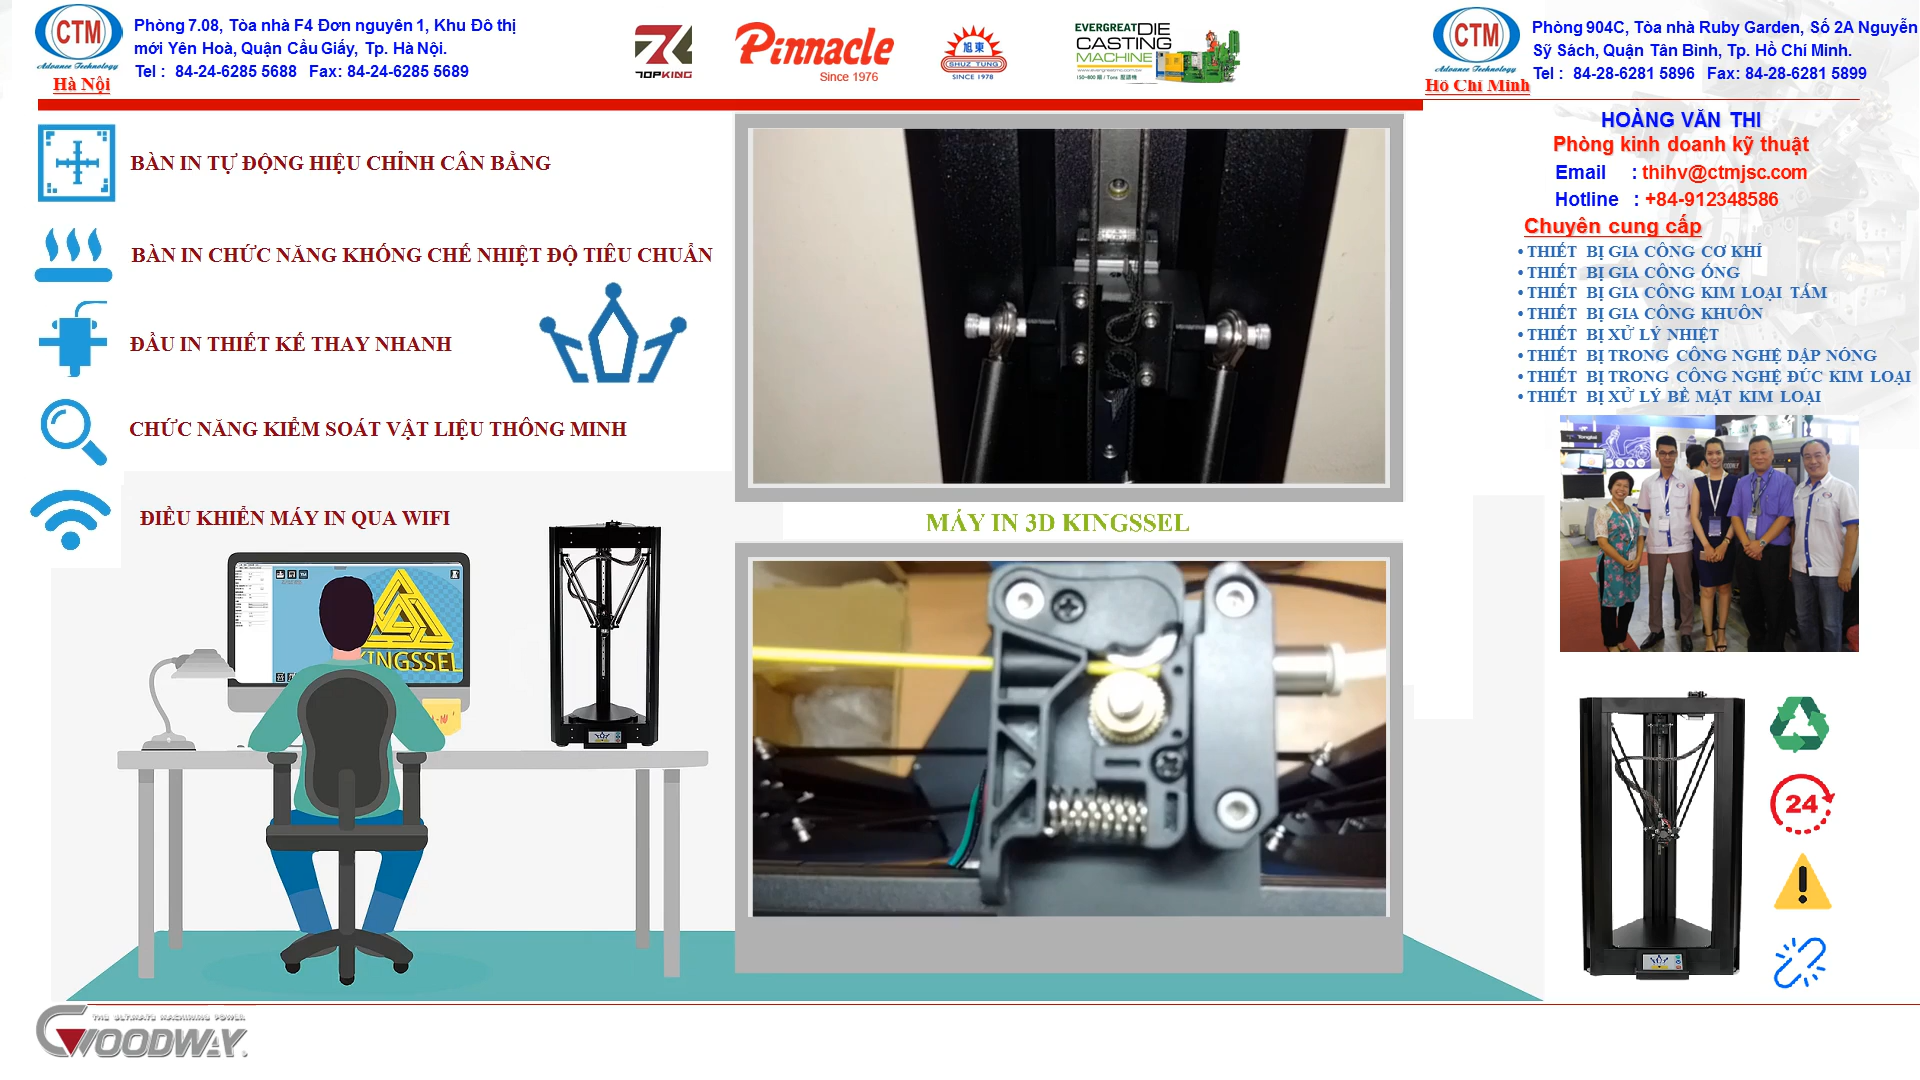 CTM
Advance Technology
Hà Nội
Phòng 7.08, Tòa nhà F4 Đơn nguyên 1, Khu Đô thị
mới Yên Hoà, Quận Cầu Giấy, Tp. Hà Nội.
Tel : 84-24-6285 5688 Fax: 84-24-6285 5689
TOPKING
Pinnacle
Since 1976
旭東
SHUZ TUNG
SINCE 1978
EVERGREAT DIE
CASTING
MACHINE
CTM
Advance Technology
Hồ Chí Minh
Phòng 904C, Tòa nhà Ruby Garden, Số 2A Nguyễn
Sỹ Sách, Quận Tân Bình, Tp. Hồ Chí Minh.
Tel : 84-28-6281 5896 Fax: 84-28-6281 5899
BÀN IN TỰ ĐỘNG HIỆU CHỈNH CÂN BẰNG
BÀN IN CHỨC NĂNG KHỐNG CHẾ NHIỆT ĐỘ TIÊU CHUẨN
ĐẦU IN THIẾT KẾ THAY NHANH
CHỨC NĂNG KIỂM SOÁT VẬT LIỆU THÔNG MINH
ĐIỀU KHIỂN MÁY IN QUA WIFI
KINGSSEL
MÁY IN 3D KINGSSEL
HOÀNG VĂN THI
Phòng kinh doanh kỹ thuật
Email : thihv@ctmjsc.com
Hotline : +84-912348586
Chuyên cung cấp
• THIẾT BỊ GIA CÔNG CƠ KHÍ
• THIẾT BỊ GIA CÔNG ỐNG
• THIẾT BỊ GIA CÔNG KIM LOẠI TẤM
• THIẾT BỊ GIA CÔNG KHUÔN
• THIẾT BỊ XỬ LÝ NHIỆT
• THIẾT BỊ TRONG CÔNG NGHỆ DẬP NÓNG
• THIẾT BỊ TRONG CÔNG NGHỆ ĐÚC KIM LOẠI
• THIẾT BỊ XỬ LÝ BỀ MẶT KIM LOẠI
Tongtai
24
THE ULTIMATE MACHINING POWER
GOODWAY